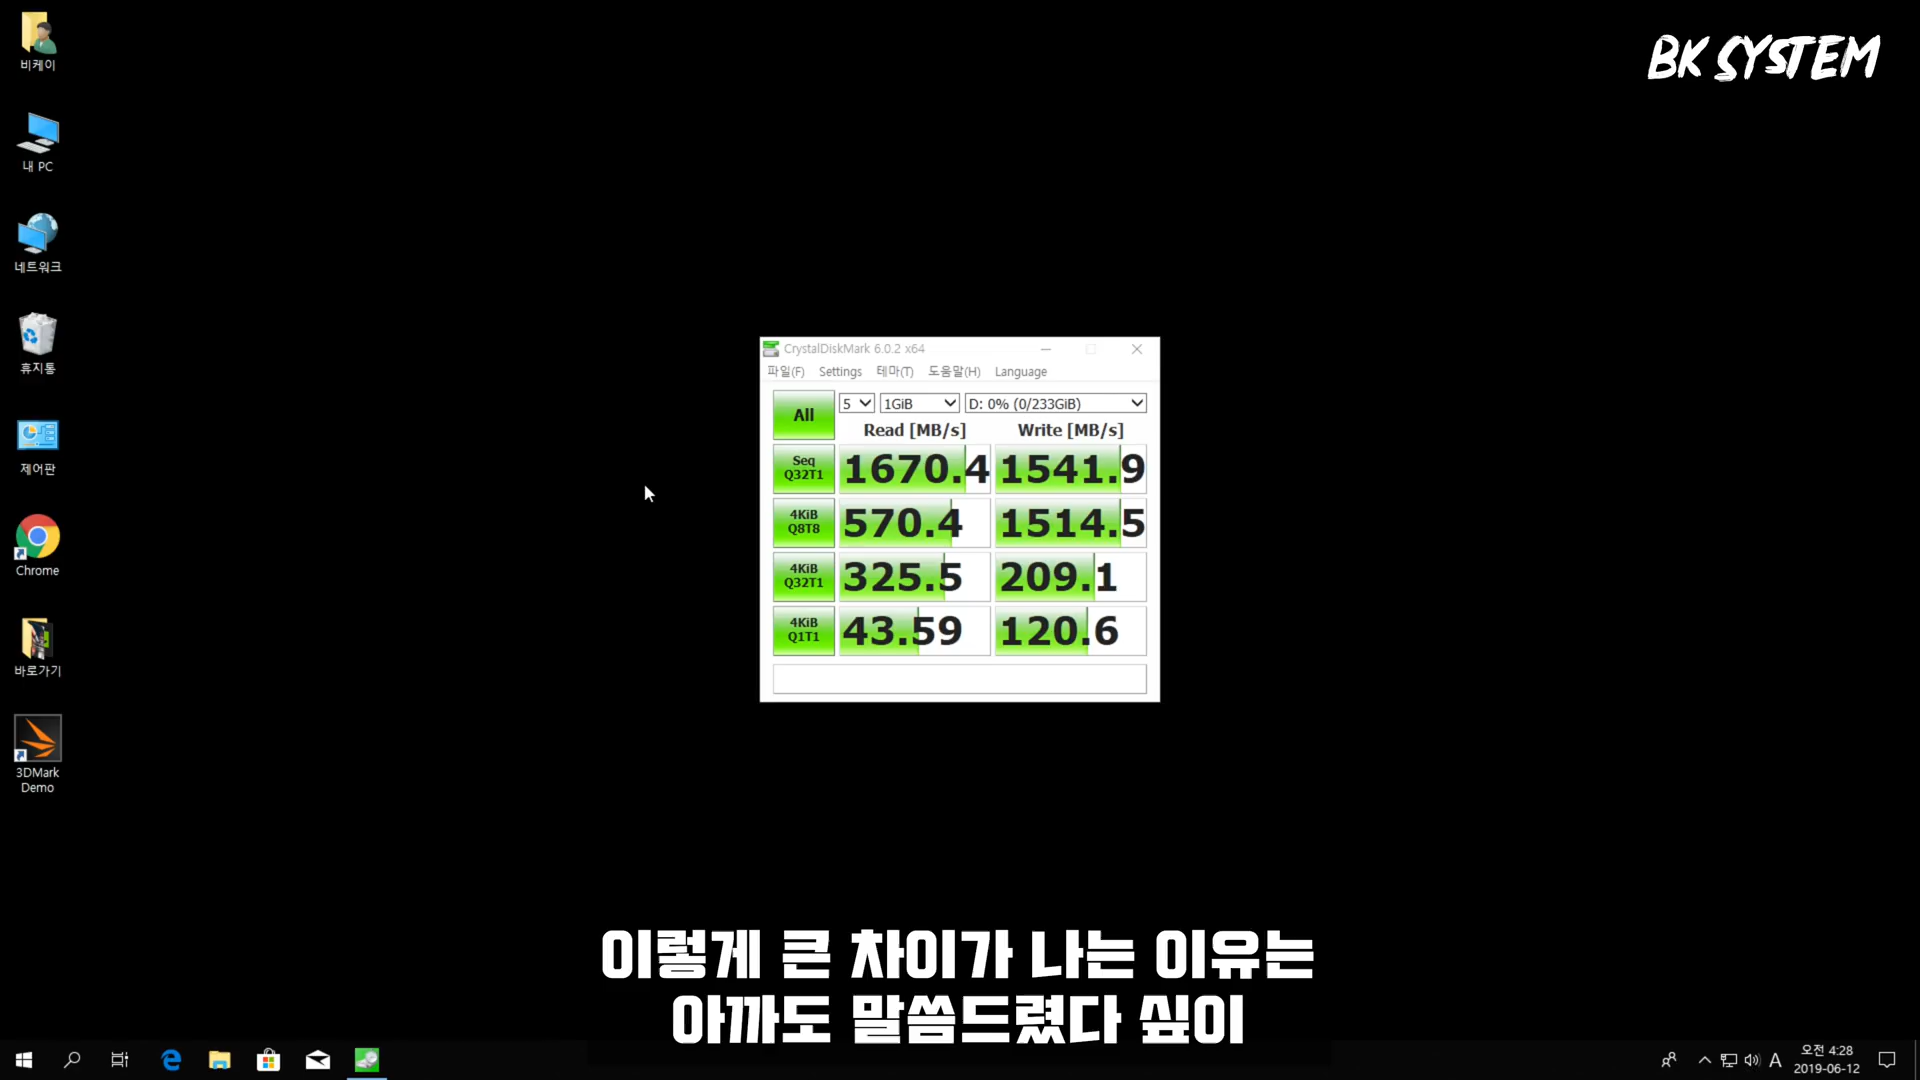 비케이
내 PC
네트워크
휴지통
제어판
Chrome
바로가기
3DMark
Demo
BK SYSTEM
CrystalDiskMark 6.0.2 x64
파일(F) Settings 테마(T) 도움말(H) Language
All 5 1GiB D: 0% (0/233GiB)
Read [MB/s] Write [MB/s]
Seq
Q32T1 1670.4 1541.9
4KiB
Q8T8 570.4 1514.5
4KiB
Q32T1 325.5 209.1
4KiB
Q1T1 43.59 120.6
이렇게 큰 차이가 나는 이유는
아까도 말씀드렸다 싶이
A 오전 4:28
2019-06-12